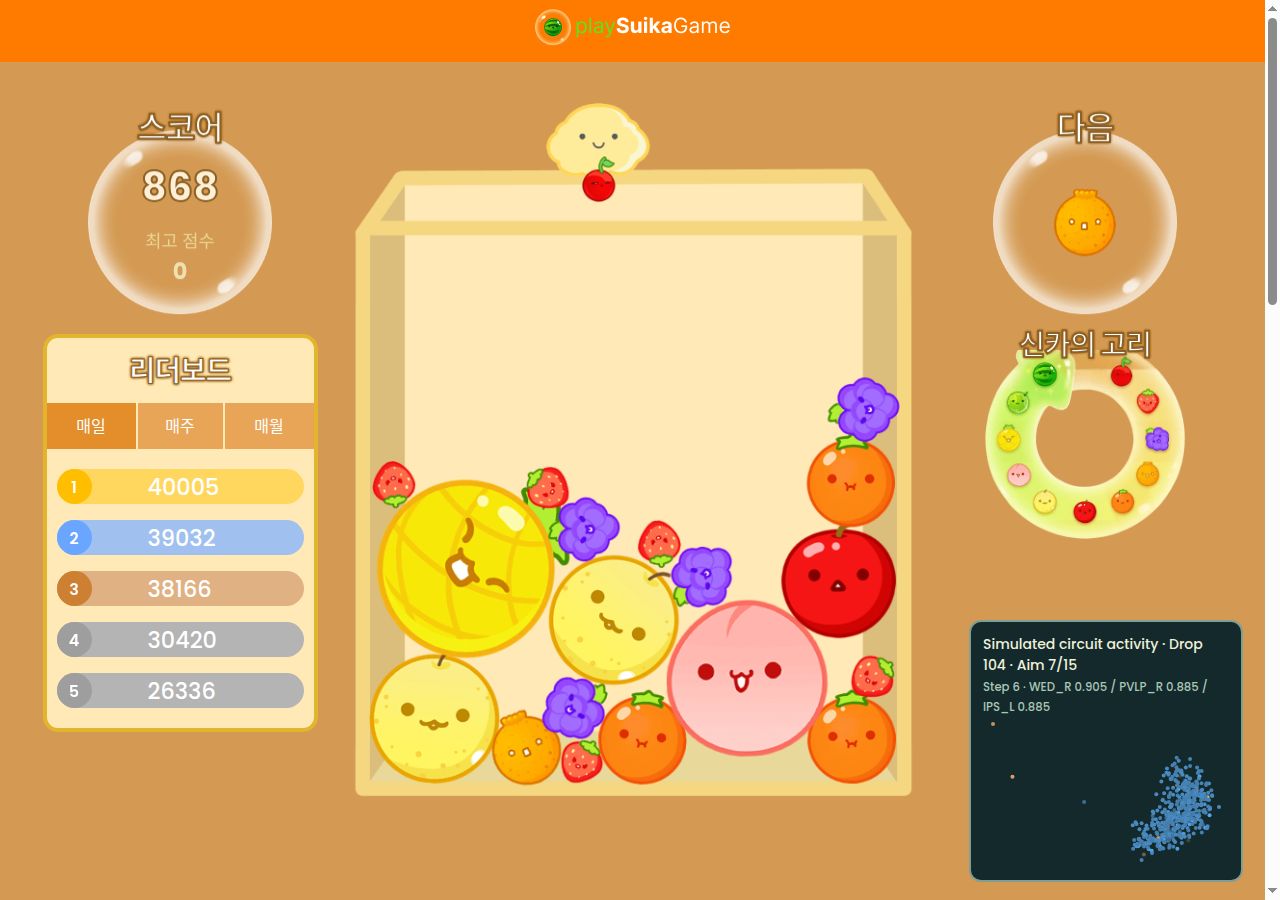 playSuikaGame
스코어
868
최고 점수
0
리더보드
매일
매주
매월
1 40005
2 39032
3 38166
4 30420
5 26336
다음
신카의 고리
Simulated circuit activity · Drop
104 · Aim 7/15
Step 6 · WED_R 0.905 / PVLP_R 0.885 /
IPS_L 0.885